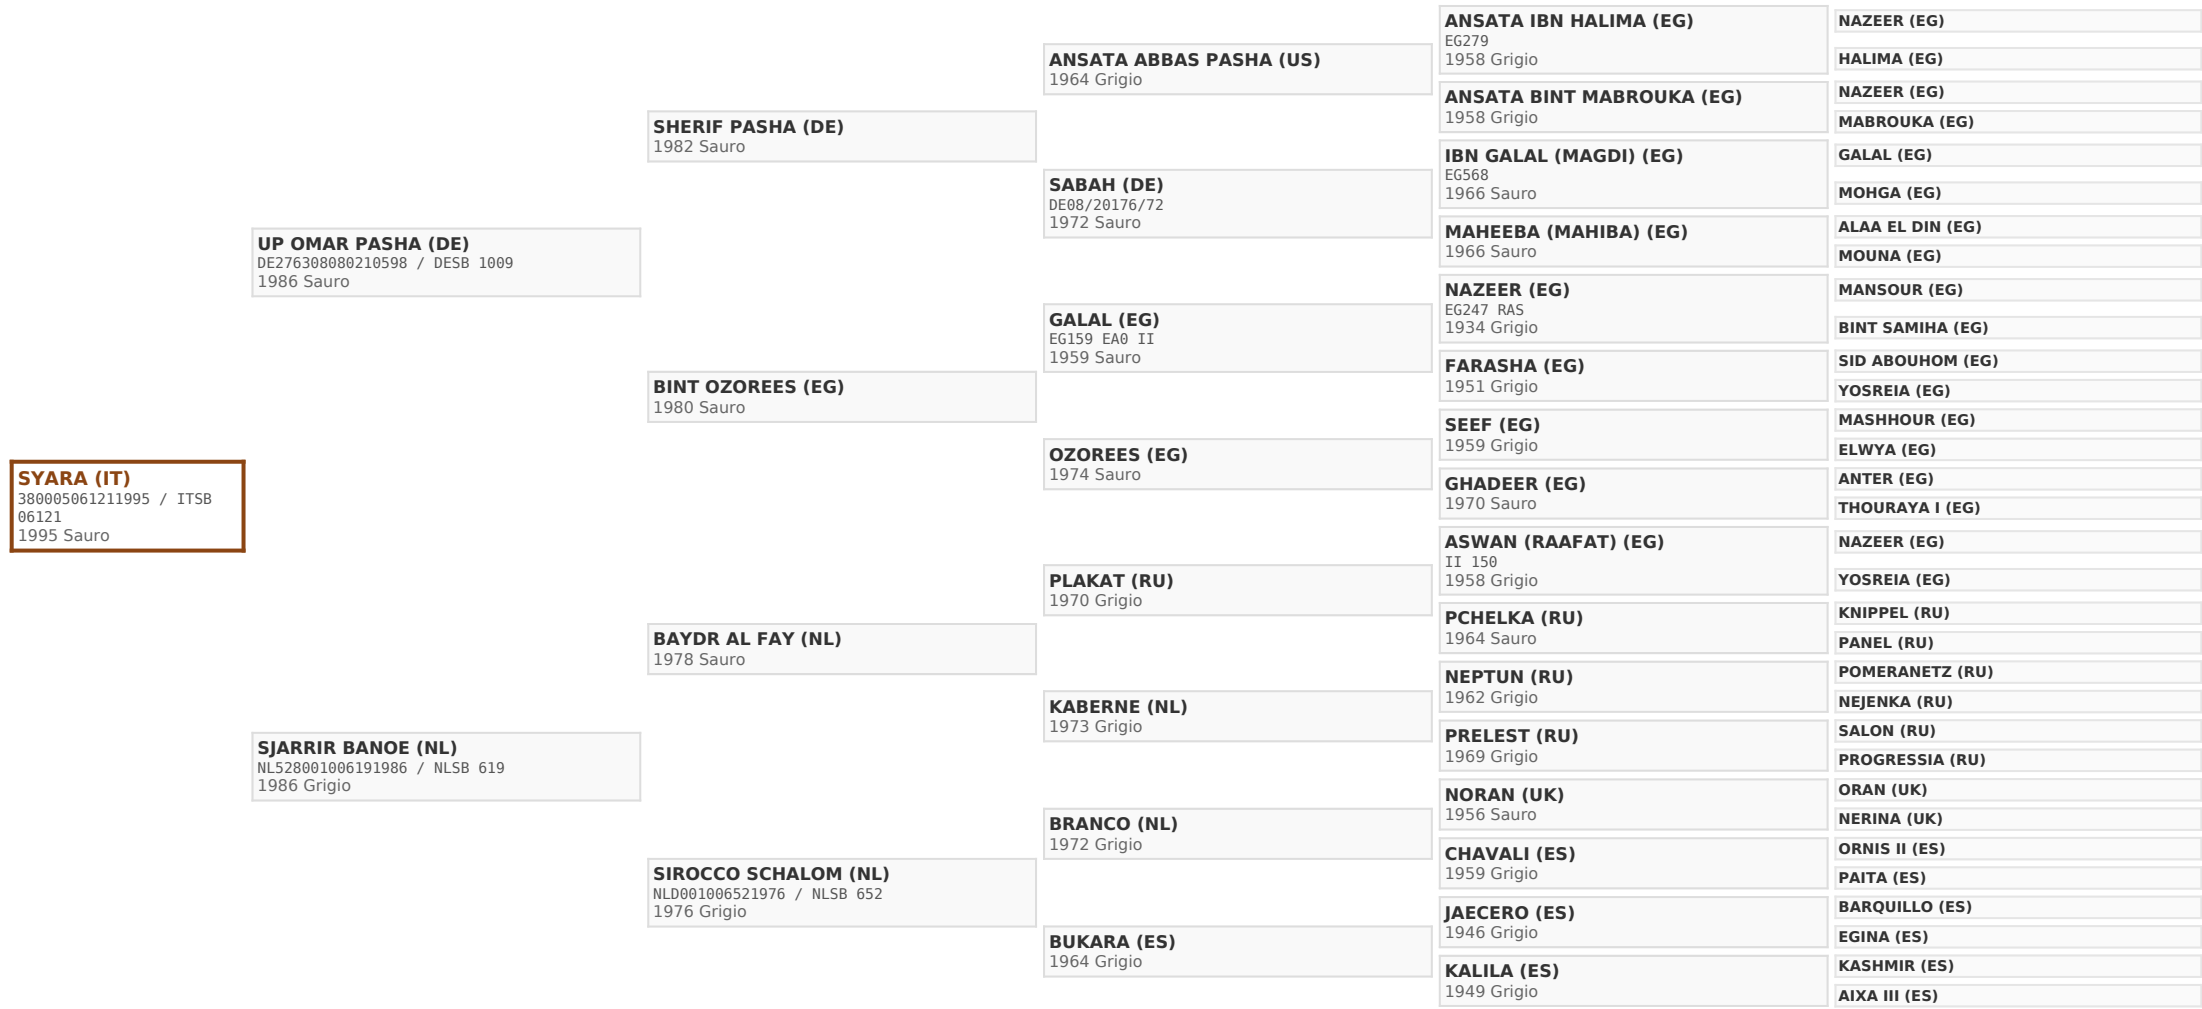 SYARA (IT)
380005061211995 / ITSB
06121
1995 Sauro
UP OMAR PASHA (DE)
DE276308080210598 / DESB 1009
1986 Sauro
SJARRIR BANOE (NL)
NL528001006191986 / NLSB 619
1986 Grigio
SHERIF PASHA (DE)
1982 Sauro
BINT OZOREES (EG)
1980 Sauro
BAYDR AL FAY (NL)
1978 Sauro
SIROCCO SCHALOM (NL)
NLD001006521976 / NLSB 652
1976 Grigio
ANSATA ABBAS PASHA (US)
1964 Grigio
SABAH (DE)
DE08/20176/72
1972 Sauro
GALAL (EG)
EG159 EAO II
1959 Sauro
OZOREES (EG)
1974 Sauro
PLAKAT (RU)
1970 Grigio
KABERNE (NL)
1973 Grigio
BRANCO (NL)
1972 Grigio
BUKARA (ES)
1964 Grigio
ANSATA IBN HALIMA (EG)
EG279
1958 Grigio
ANSATA BINT MABROUKA (EG)
1958 Grigio
IBN GALAL (MAGDI) (EG)
EG568
1966 Sauro
MAHEEBA (MAHIBA) (EG)
1966 Sauro
NAZEER (EG)
EG247 RAS
1934 Grigio
FARASHA (EG)
1951 Grigio
SEEF (EG)
1959 Grigio
GHADEER (EG)
1970 Sauro
ASWAN (RAAFAT) (EG)
II 150
1958 Grigio
PCHELKA (RU)
1964 Sauro
NEPTUN (RU)
1962 Grigio
PRELEST (RU)
1969 Grigio
NORAN (UK)
1956 Sauro
CHAVALI (ES)
1959 Grigio
JAECERO (ES)
1946 Grigio
KALILA (ES)
1949 Grigio
NAZEER (EG)
HALIMA (EG)
NAZEER (EG)
MABROUKA (EG)
GALAL (EG)
MOHGA (EG)
ALAA EL DIN (EG)
MOUNA (EG)
MANSOUR (EG)
BINT SAMIHA (EG)
SID ABOUHOM (EG)
YOSREIA (EG)
MASHHOUR (EG)
ELWYA (EG)
ANTER (EG)
THOURAYA I (EG)
NAZEER (EG)
YOSREIA (EG)
KNIPPEL (RU)
PANEL (RU)
POMERANETZ (RU)
NEJENKA (RU)
SALON (RU)
PROGRESSIA (RU)
ORAN (UK)
NERINA (UK)
ORNIS II (ES)
PAITA (ES)
BARQUILLO (ES)
EGINA (ES)
KASHMIR (ES)
AIXA III (ES)